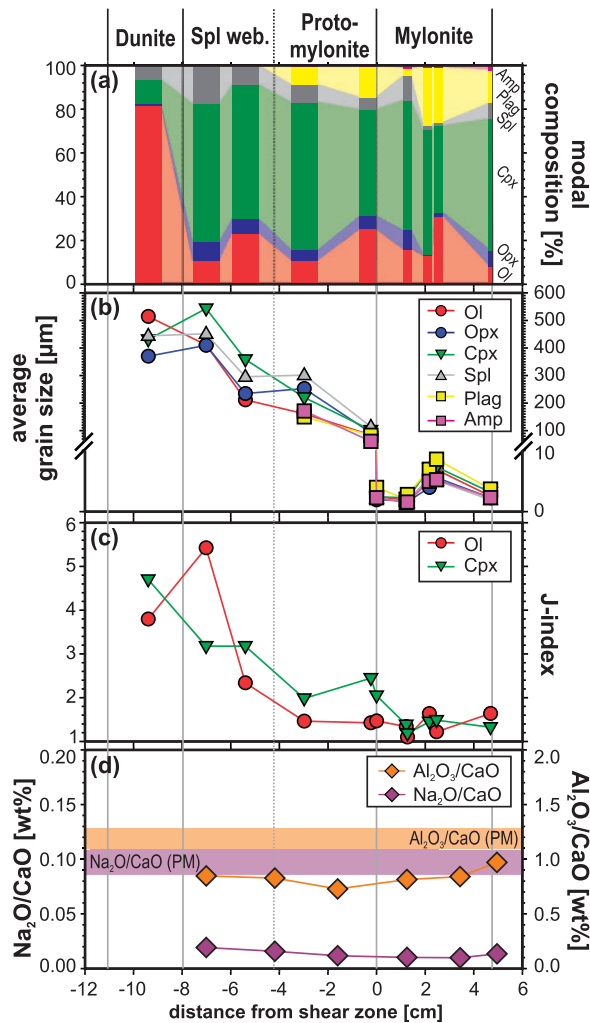 Dunite Spl web. Proto-mylonite Mylonite
(a)
100
80
60
40
20
0
Amp
Plag
Spl
Cpx
Opx
Ol
modal composition [%]
(b)
average grain size [µm]
600
500
400
300
200
100
10
0
Ol
Opx
Cpx
Spl
Plag
Amp
(c)
6
5
4
3
2
1
Ol
Cpx
J-index
(d)
Na2O/CaO [wt%]
0.20
0.15
0.10
0.05
0.00
Al2O3/CaO
Na2O/CaO
Al2O3/CaO (PM)
Na2O/CaO (PM)
2.0
1.5
1.0
0.5
0.0
Al2O3/CaO [wt%]
-12 -10 -8 -6 -4 -2 0 2 4 6
distance from shear zone [cm]